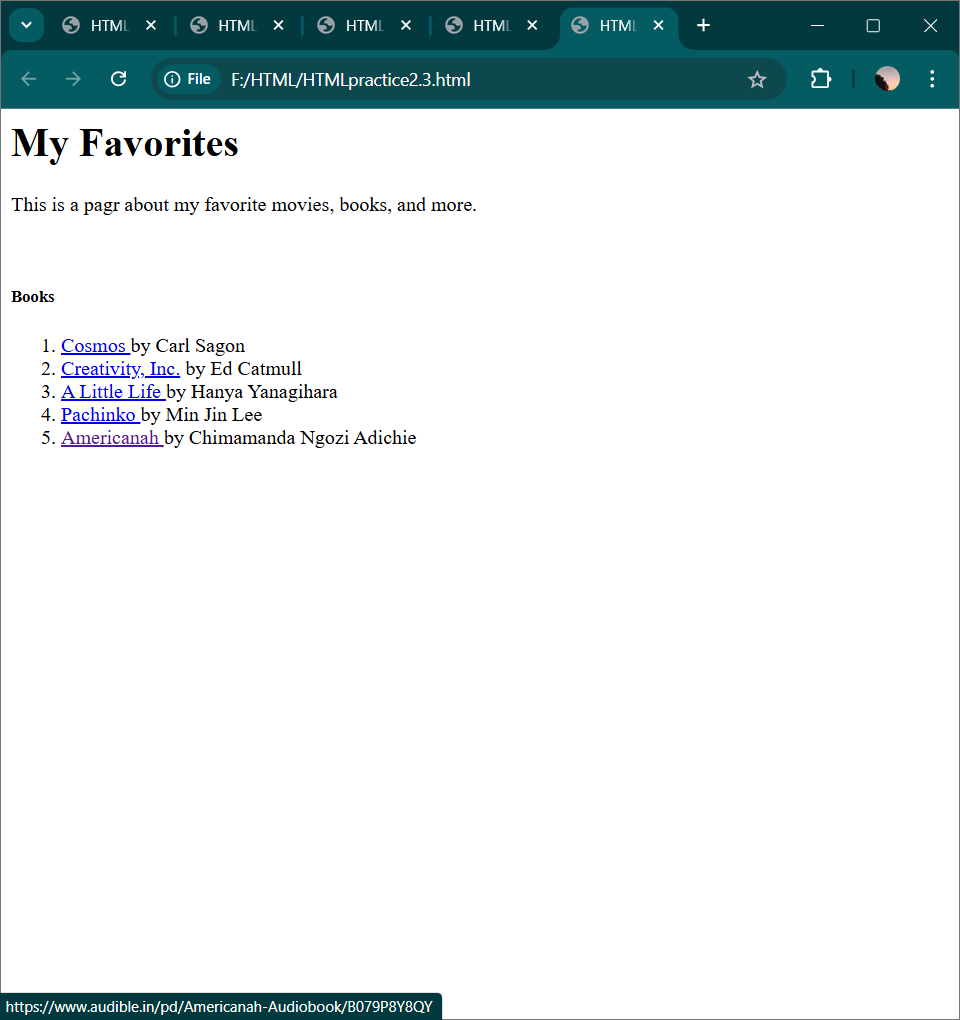 HTML HTML HTML HTML HTML
File F:/HTML/HTMLpractice2.3.html
My Favorites
This is a pagr about my favorite movies, books, and more.
Books
1. Cosmos by Carl Sagon
2. Creativity, Inc. by Ed Catmull
3. A Little Life by Hanya Yanagihara
4. Pachinko by Min Jin Lee
5. Americanah by Chimamanda Ngozi Adichie
https://www.audible.in/pd/Americanah-Audiobook/B079P8Y8QY